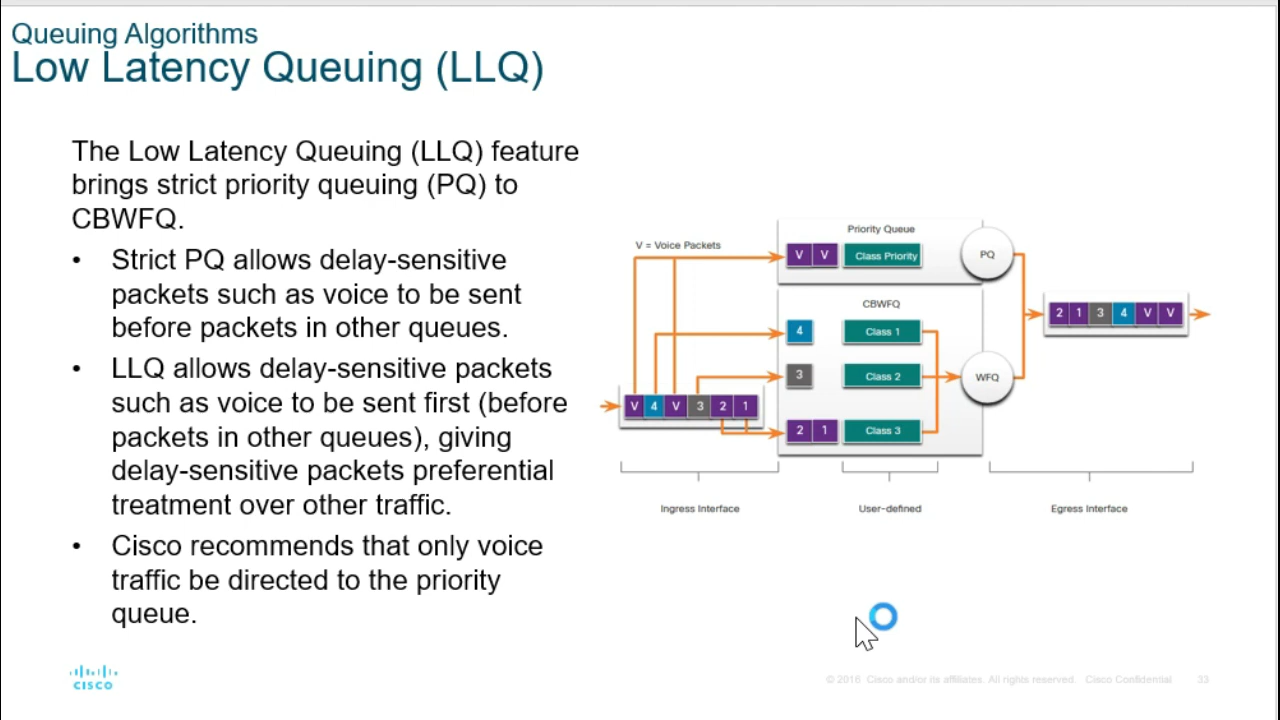 Queuing Algorithms
Low Latency Queuing (LLQ)
The Low Latency Queuing (LLQ) feature
brings strict priority queuing (PQ) to
CBWFQ.
• Strict PQ allows delay-sensitive
packets such as voice to be sent
before packets in other queues.
• LLQ allows delay-sensitive packets
such as voice to be sent first (before
packets in other queues), giving
delay-sensitive packets preferential
treatment over other traffic.
• Cisco recommends that only voice
traffic be directed to the priority
queue.
V = Voice Packets
Priority Queue
V V Class Priority
PQ
CBWFQ
4 Class 1
3 Class 2
2 1 Class 3
WFQ
V 4 V 3 2 1
2 1 3 4 V V
Ingress Interface
User-defined
Egress Interface
CISCO
© 2016 Cisco and/or its affiliates. All rights reserved. Cisco Confidential
33